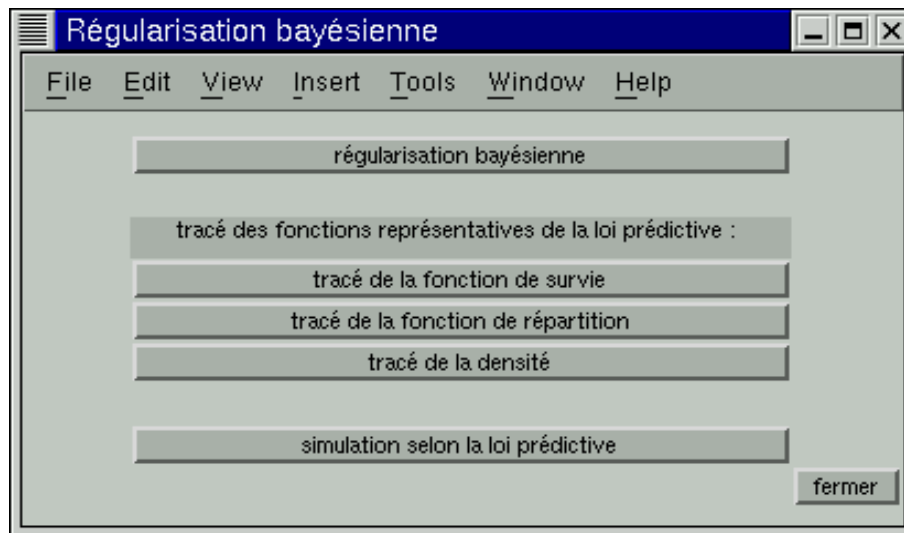 Régularisation bayésienne
File Edit View Insert Tools Window Help
régularisation bayésienne
tracé des fonctions représentatives de la loi prédictive :
tracé de la fonction de survie
tracé de la fonction de répartition
tracé de la densité
simulation selon la loi prédictive
fermer